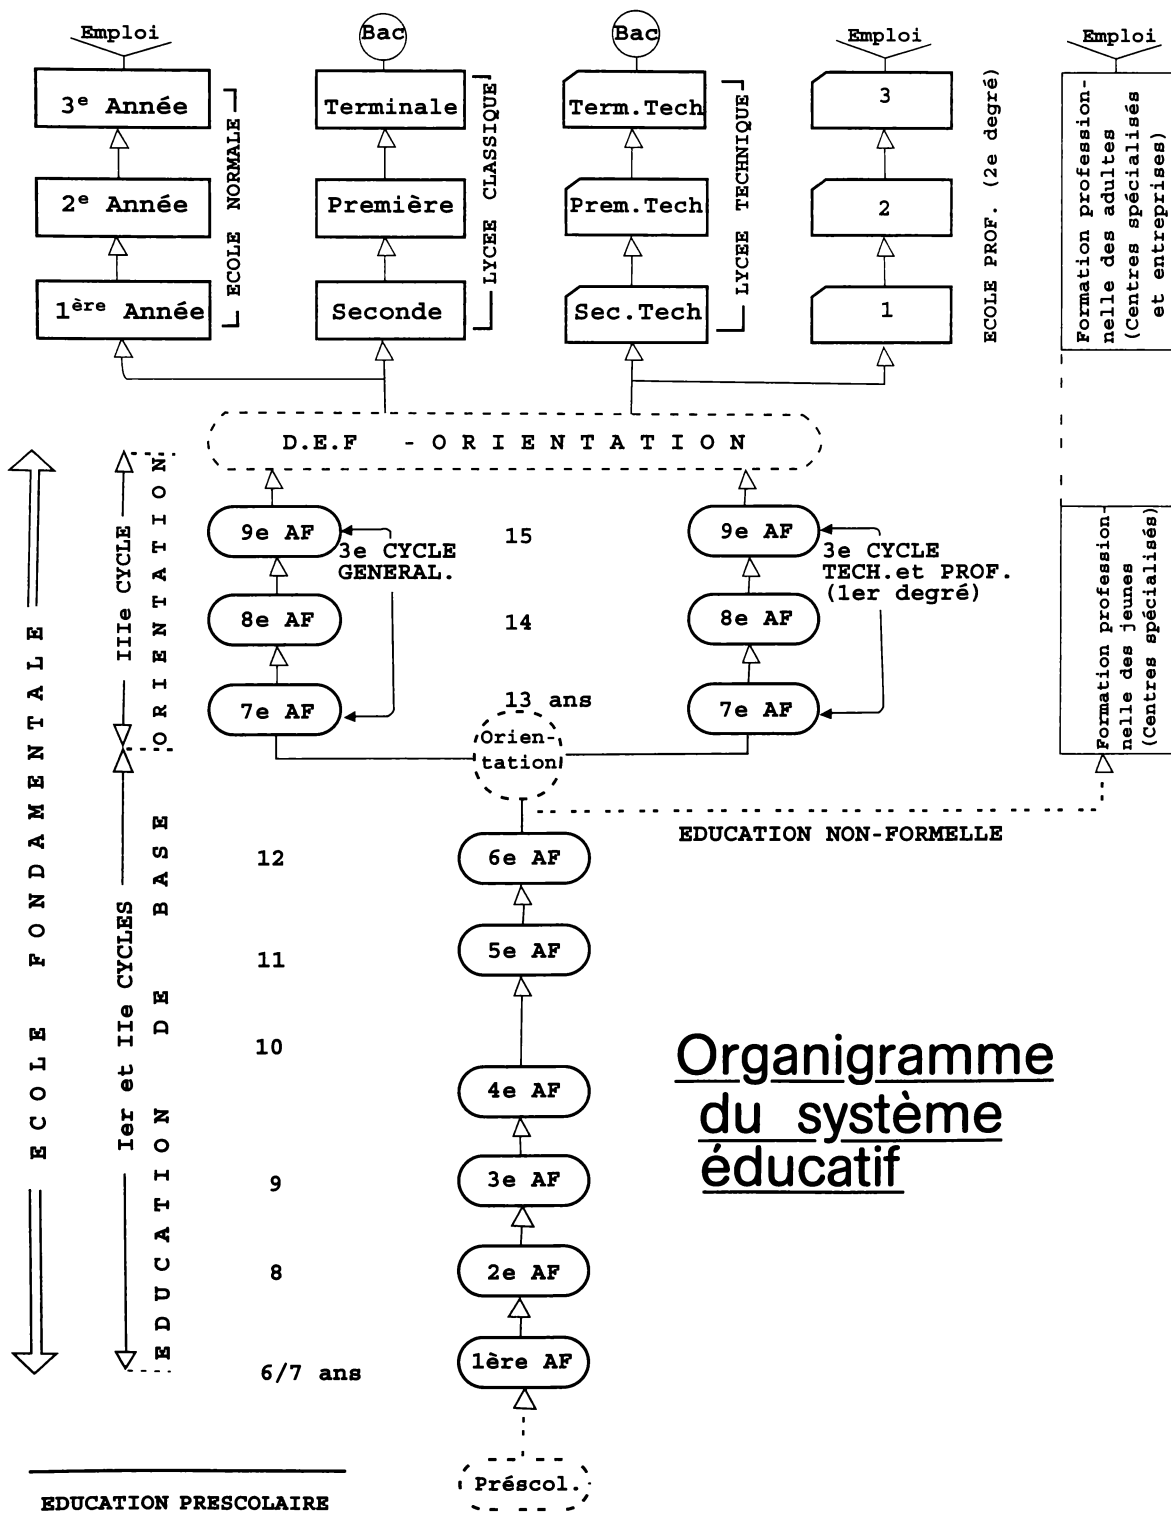 Emploi
Bac
Bac
Emploi
Emploi
3e Année
2e Année
1ère Année
ECOLE NORMALE
Terminale
Première
Seconde
LYCEE CLASSIQUE
Term.Tech
Prem.Tech
Sec.Tech
LYCEE TECHNIQUE
3
2
1
ECOLE PROF. (2e degré)
Formation profession-
nelle des adultes
(Centres spécialisés
et entreprises)
D.E.F - ORIENTATION
ECOLE FONDAMENTALE
IIIe CYCLE
ORIENTATION
9e AF
8e AF
7e AF
3e CYCLE
GENERAL.
15
14
13 ans
9e AF
8e AF
7e AF
3e CYCLE
TECH.et PROF.
(1er degré)
Formation profession-
nelle des jeunes
(Centres spécialisés)
Orien-
tation
EDUCATION NON-FORMELLE
Ier et IIe CYCLES
EDUCATION DE BASE
12
6e AF
11
5e AF
10
4e AF
9
3e AF
8
2e AF
6/7 ans
1ère AF
Organigramme
du système
éducatif
Préscol.
EDUCATION PRESCOLAIRE